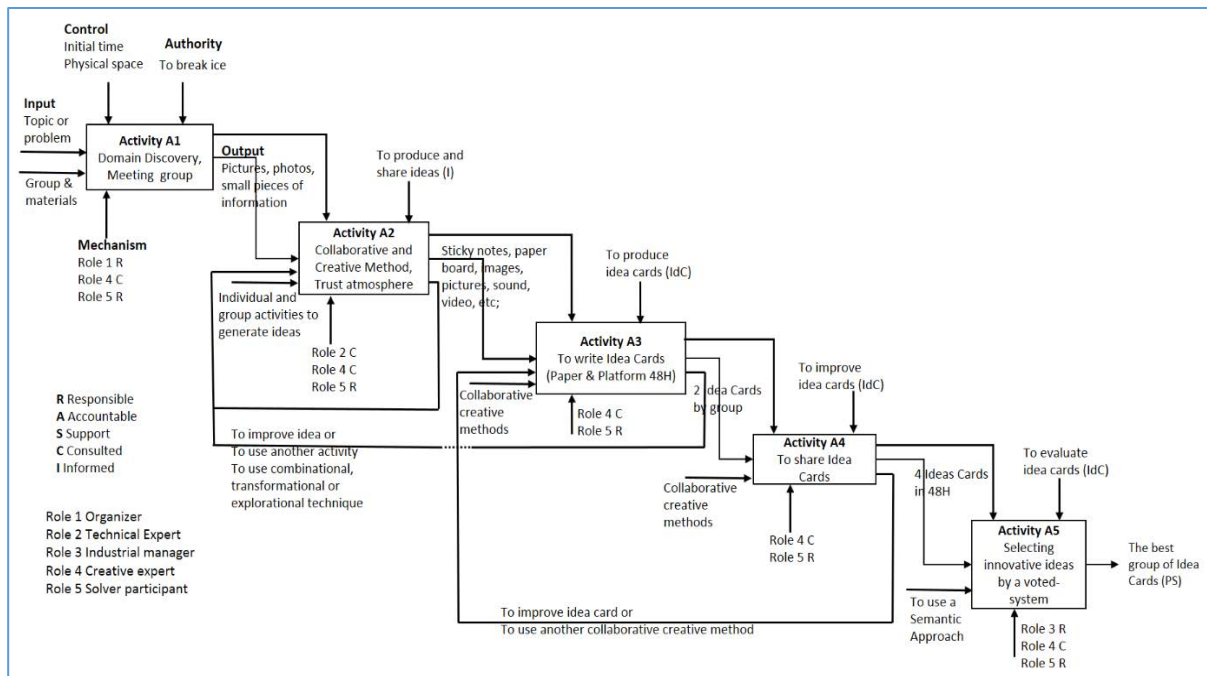 Control
Initial time
Physical space
Authority
To break ice
Input
Topic or
problem
Group &
materials
Activity A1
Domain Discovery,
Meeting group
Mechanism
Role 1 R
Role 4 C
Role 5 R
Output
Pictures, photos,
small pieces of
information
To produce and
share ideas (I)
Activity A2
Collaborative and
Creative Method,
Trust atmosphere
Individual and
group activities to
generate ideas
Role 2 C
Role 4 C
Role 5 R
Sticky notes, paper
board, images,
pictures, sound,
video, etc;
To produce
idea cards (IdC)
Activity A3
To write Idea Cards
(Paper & Platform 48H)
Collaborative
creative
methods
Role 4 C
Role 5 R
2 Idea Cards
by group
To improve
idea cards (IdC)
Activity A4
To share Idea
Cards
Collaborative
creative
methods
Role 4 C
Role 5 R
4 Ideas Cards
in 48H
To evaluate
idea cards (IdC)
Activity A5
Selecting
innovative ideas
by a voted-
system
The best
group of Idea
Cards (PS)
To use a
Semantic
Approach
Role 3 R
Role 4 C
Role 5 R
To improve idea or
To use another activity
To use combinational,
transformational or
explorational technique
To improve idea card or
To use another collaborative creative method
R Responsible
A Accountable
S Support
C Consulted
I Informed
Role 1 Organizer
Role 2 Technical Expert
Role 3 Industrial manager
Role 4 Creative expert
Role 5 Solver participant